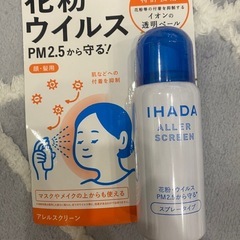 花粉
ウイルス
PM2.5から守る!
顔・髪用
イオンの
透明ベール
肌などへの
付着を抑制
マスクやメイクの上からも使える
アレルスクリーン
IHADA
ALLER
SCREEN
花粉・ウイルス
PM2.5から守る
スプレータイプ